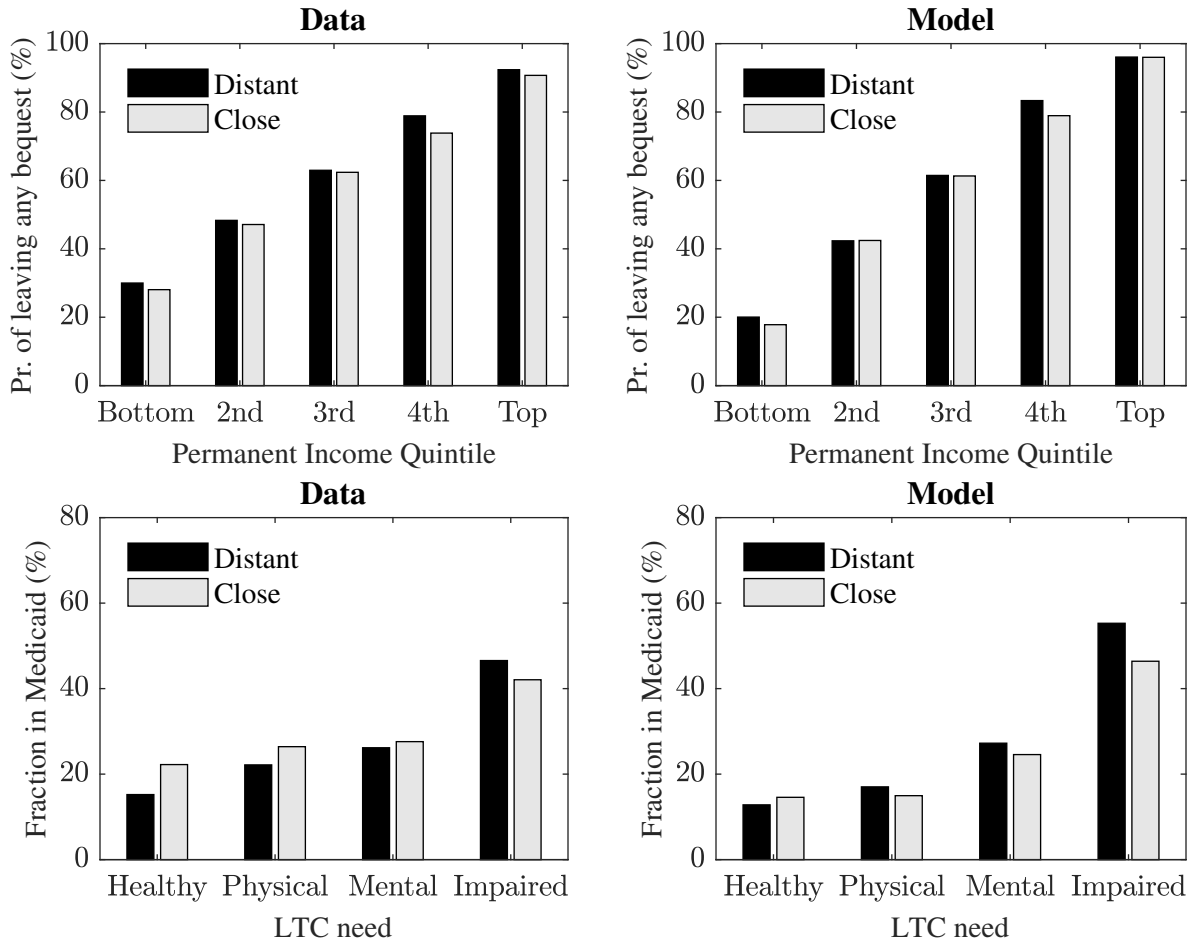 Data
Pr. of leaving any bequest (%)
100
80
60
40
20
0
Distant
Close
Bottom 2nd 3rd 4th Top
Permanent Income Quintile
Model
Pr. of leaving any bequest (%)
100
80
60
40
20
0
Distant
Close
Bottom 2nd 3rd 4th Top
Permanent Income Quintile
Data
Fraction in Medicaid (%)
80
60
40
20
0
Distant
Close
Healthy Physical Mental Impaired
LTC need
Model
Fraction in Medicaid (%)
80
60
40
20
0
Distant
Close
Healthy Physical Mental Impaired
LTC need